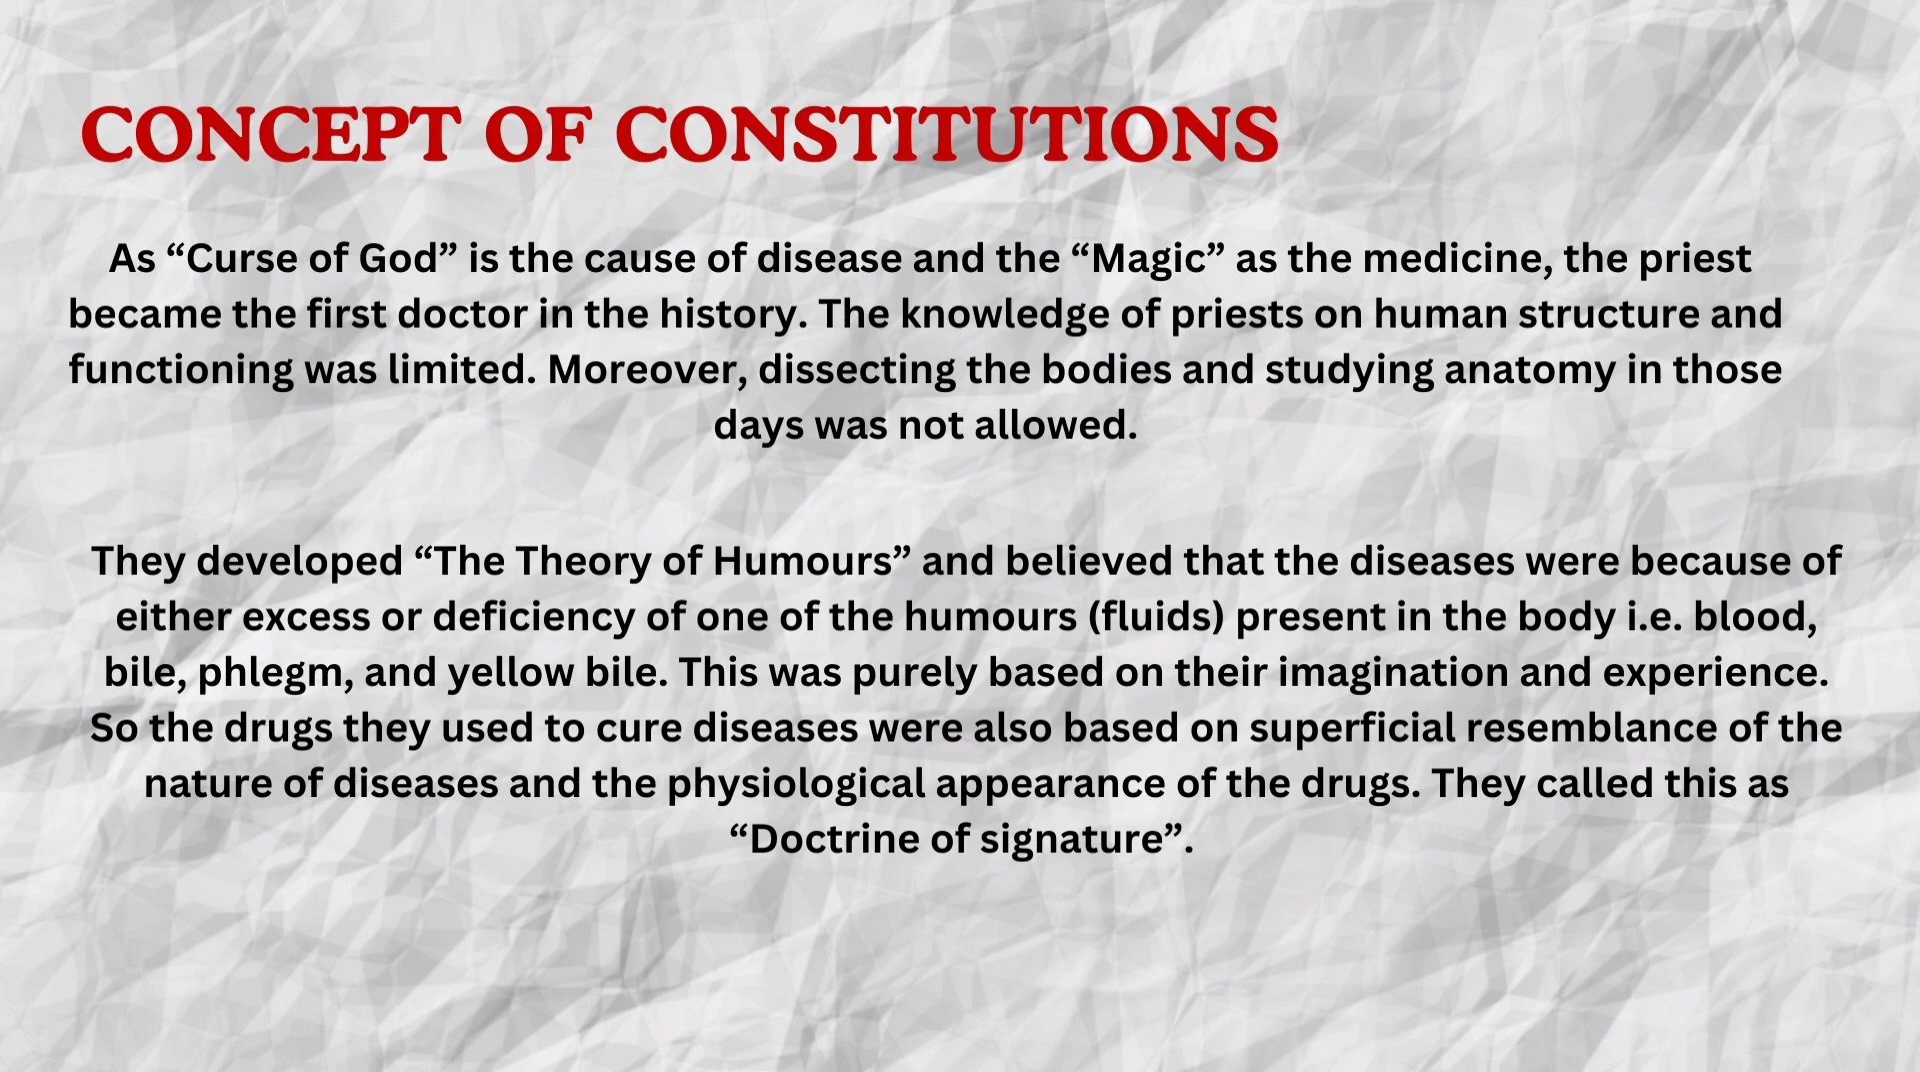 CONCEPT OF CONSTITUTIONS
As “Curse of God” is the cause of disease and the “Magic” as the medicine, the priest
became the first doctor in the history. The knowledge of priests on human structure and
functioning was limited. Moreover, dissecting the bodies and studying anatomy in those
days was not allowed.
They developed “The Theory of Humours” and believed that the diseases were because of
either excess or deficiency of one of the humours (fluids) present in the body i.e. blood,
bile, phlegm, and yellow bile. This was purely based on their imagination and experience.
So the drugs they used to cure diseases were also based on superficial resemblance of the
nature of diseases and the physiological appearance of the drugs. They called this as
“Doctrine of signature”.